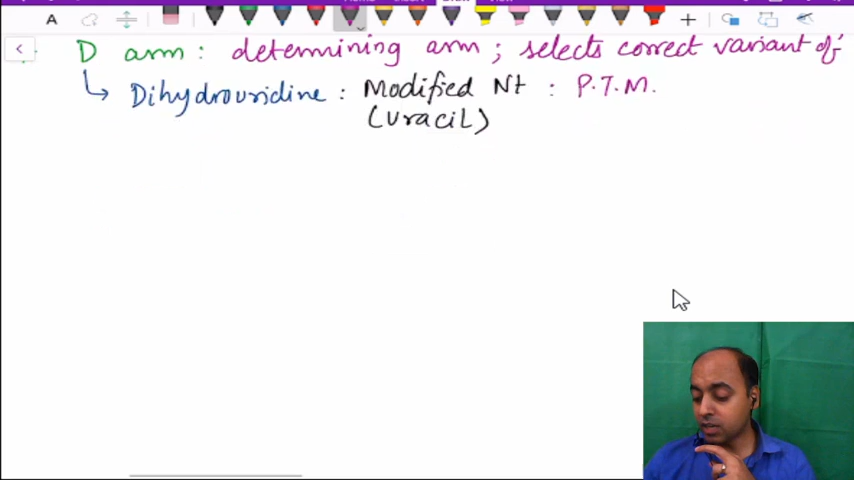 D arm : determining arm ; selects correct variant of
↳ Dihydrouridine : Modified Nt : P.T.M.
(Uracil)